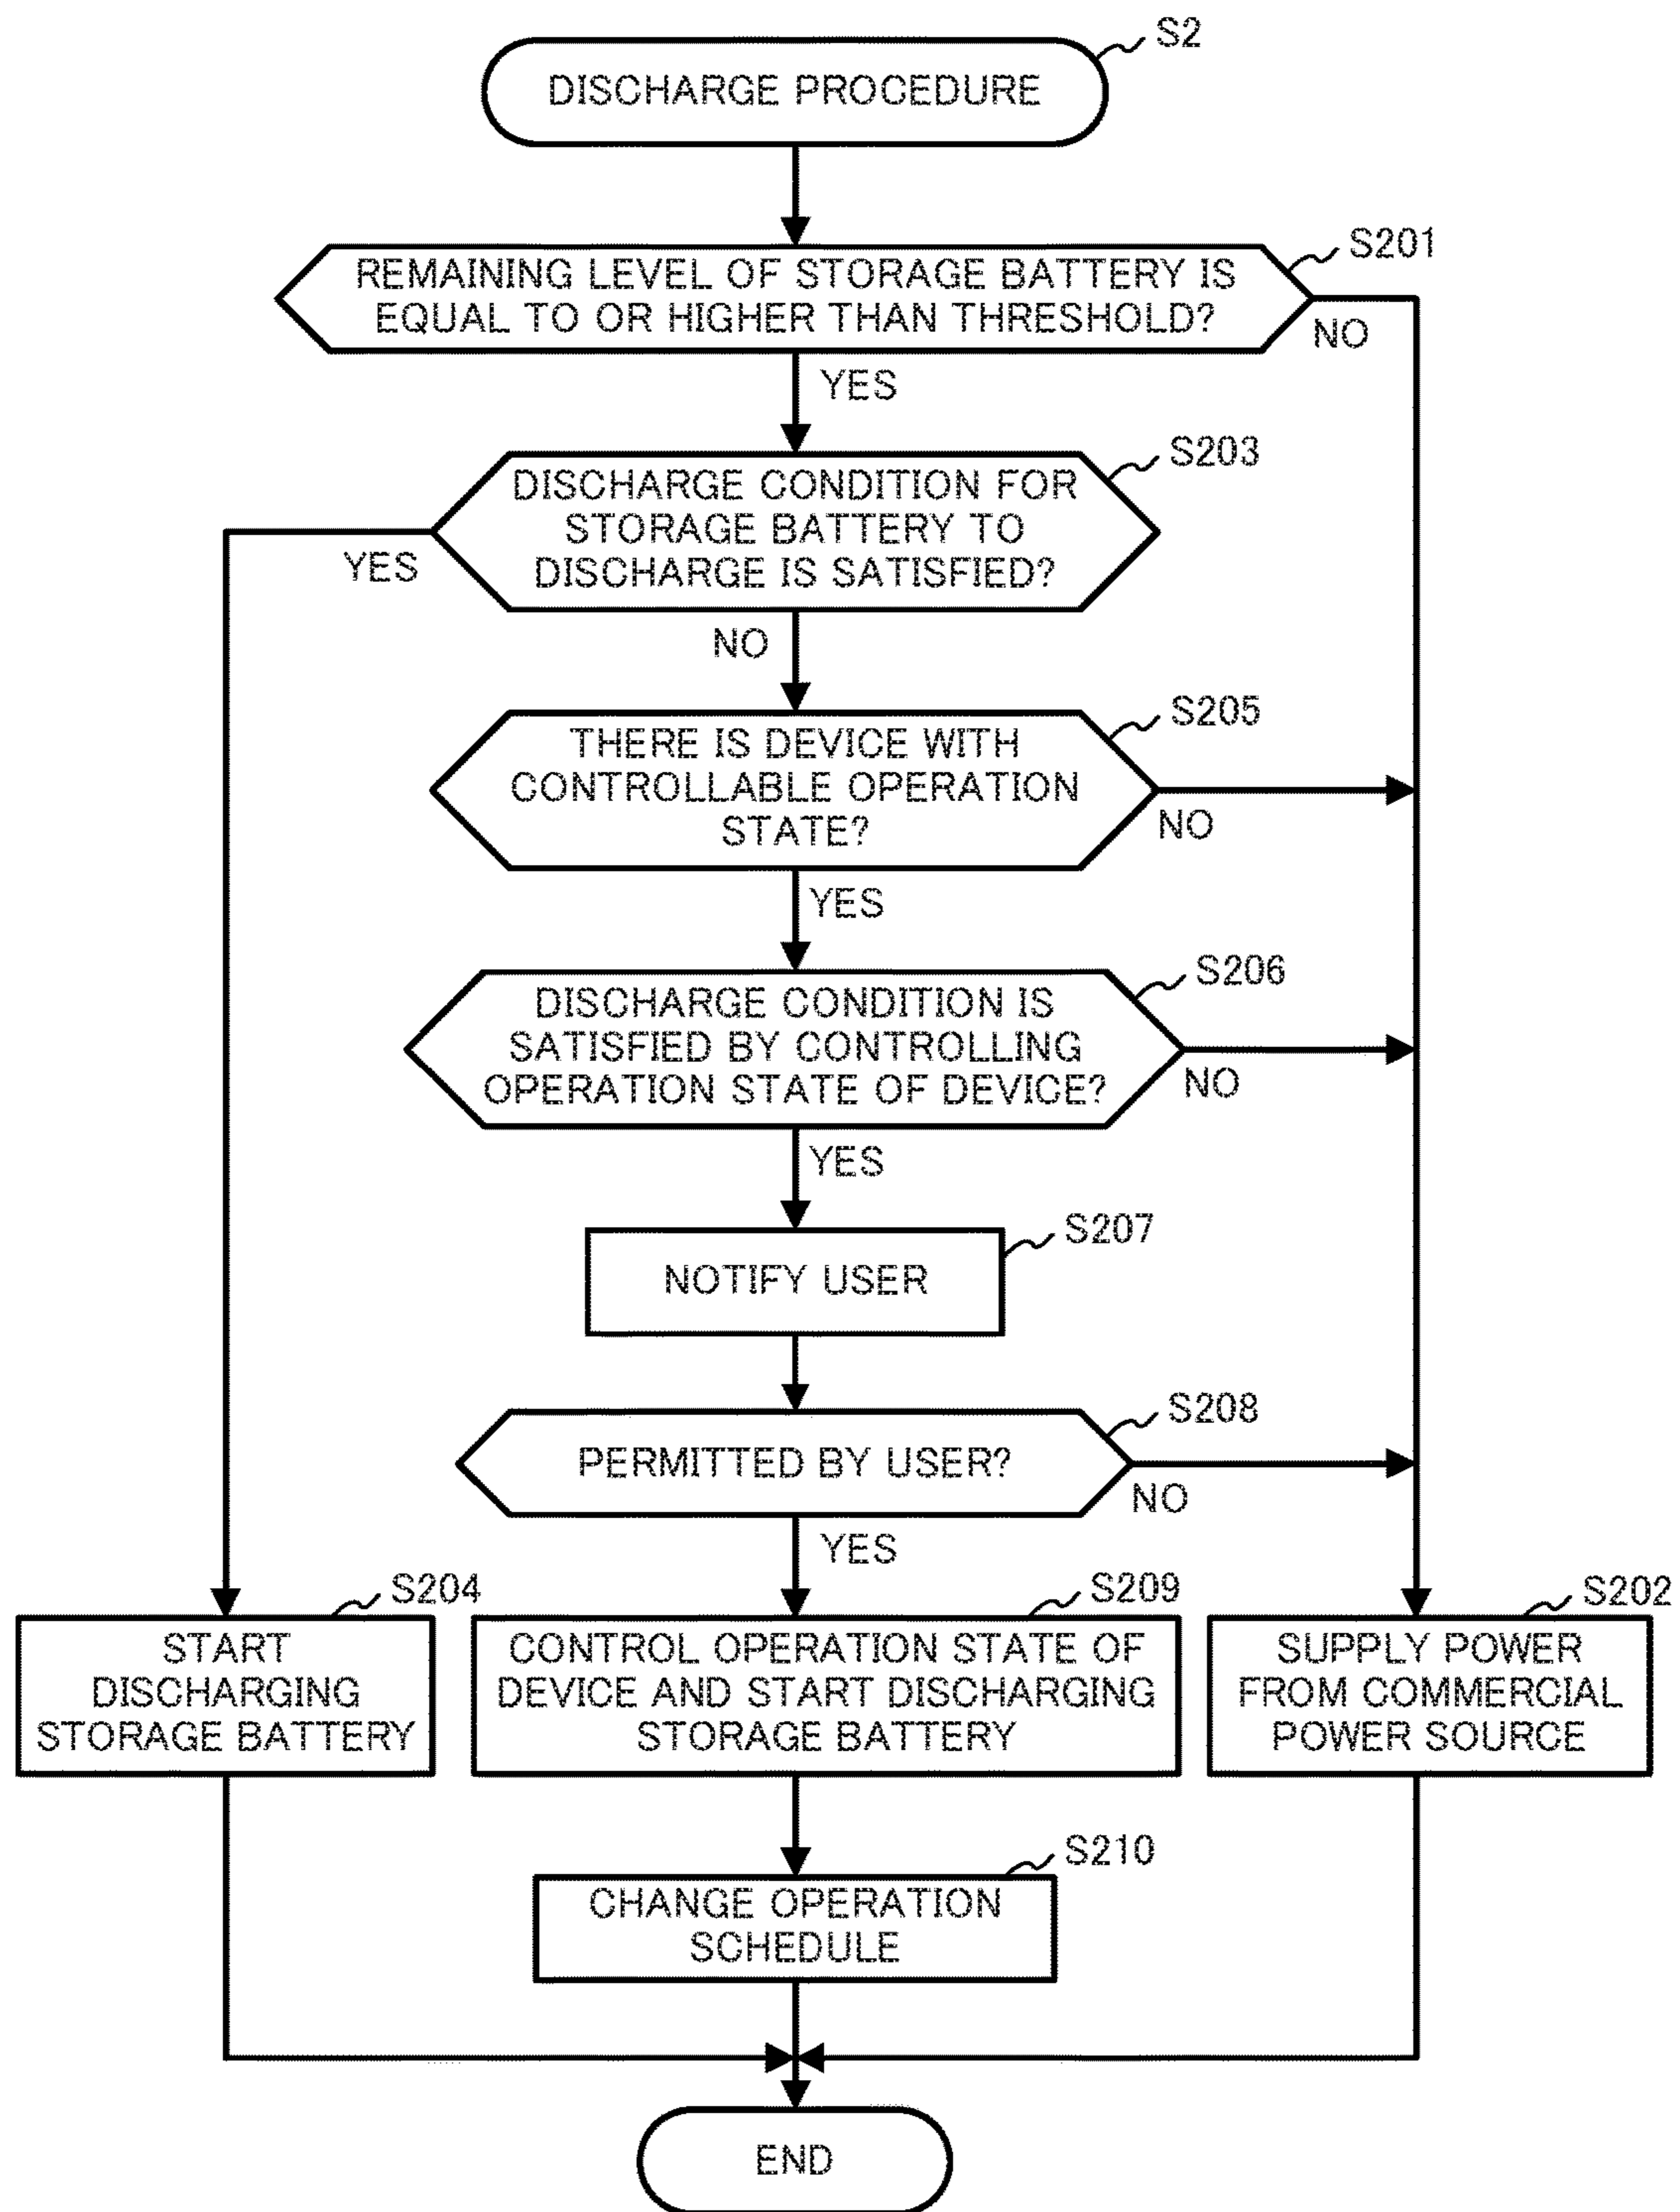 S2
DISCHARGE PROCEDURE
S201
REMAINING LEVEL OF STORAGE BATTERY IS
EQUAL TO OR HIGHER THAN THRESHOLD?
NO
YES
S203
DISCHARGE CONDITION FOR
STORAGE BATTERY TO
DISCHARGE IS SATISFIED?
YES
NO
S205
THERE IS DEVICE WITH
CONTROLLABLE OPERATION
STATE?
NO
YES
S206
DISCHARGE CONDITION IS
SATISFIED BY CONTROLLING
OPERATION STATE OF DEVICE?
NO
YES
S207
NOTIFY USER
S208
PERMITTED BY USER?
NO
YES
S204
START
DISCHARGING
STORAGE BATTERY
S209
CONTROL OPERATION STATE OF
DEVICE AND START DISCHARGING
STORAGE BATTERY
S202
SUPPLY POWER
FROM COMMERCIAL
POWER SOURCE
S210
CHANGE OPERATION
SCHEDULE
END